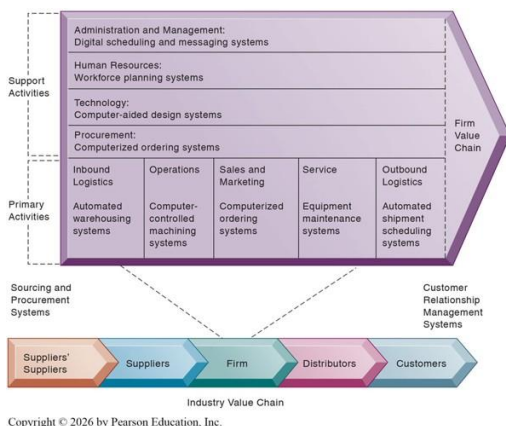 Administration and Management:
Digital scheduling and messaging systems
Support
Activities
Human Resources:
Workforce planning systems
Technology:
Computer-aided design systems
Procurement:
Computerized ordering systems
Firm
Value
Chain
Primary
Activities
Inbound
Logistics
Automated
warehousing
systems
Operations
Computer-
controlled
machining
systems
Sales and
Marketing
Computerized
ordering
systems
Service
Equipment
maintenance
systems
Outbound
Logistics
Automated
shipment
scheduling
systems
Sourcing and
Procurement
Systems
Customer
Relationship
Management
Systems
Suppliers'
Suppliers
Suppliers
Firm
Distributors
Customers
Industry Value Chain
Copyright © 2026 by Pearson Education, Inc.